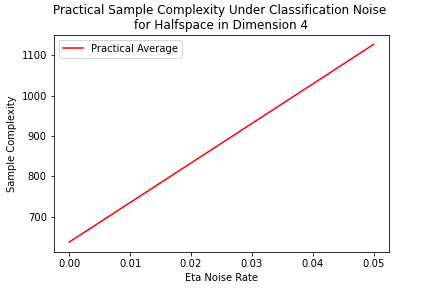 Practical Sample Complexity Under Classification Noise
for Halfspace in Dimension 4
Practical Average
1100
1000
900
800
700
Sample Complexity
0.00 0.01 0.02 0.03 0.04 0.05
Eta Noise Rate